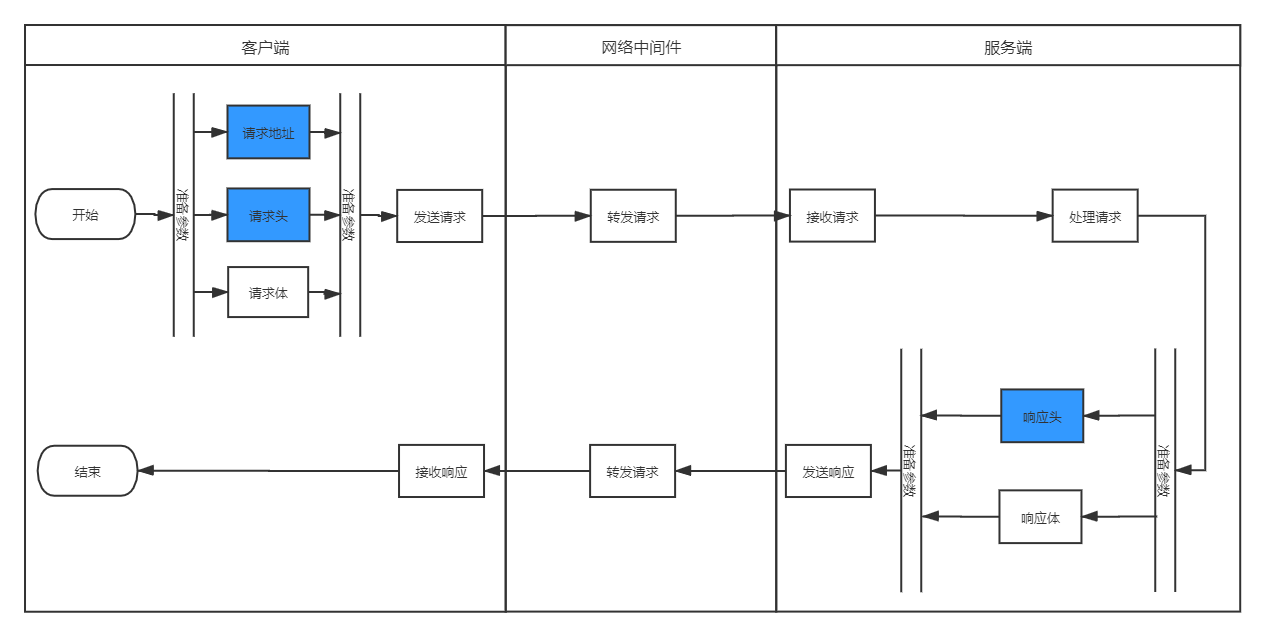 客户端
网络中间件
服务端
请求地址
开始
准备参数
请求头
准备参数
发送请求
转发请求
接收请求
处理请求
请求体
响应头
结束
接收响应
转发请求
发送响应
准备参数
准备参数
响应体